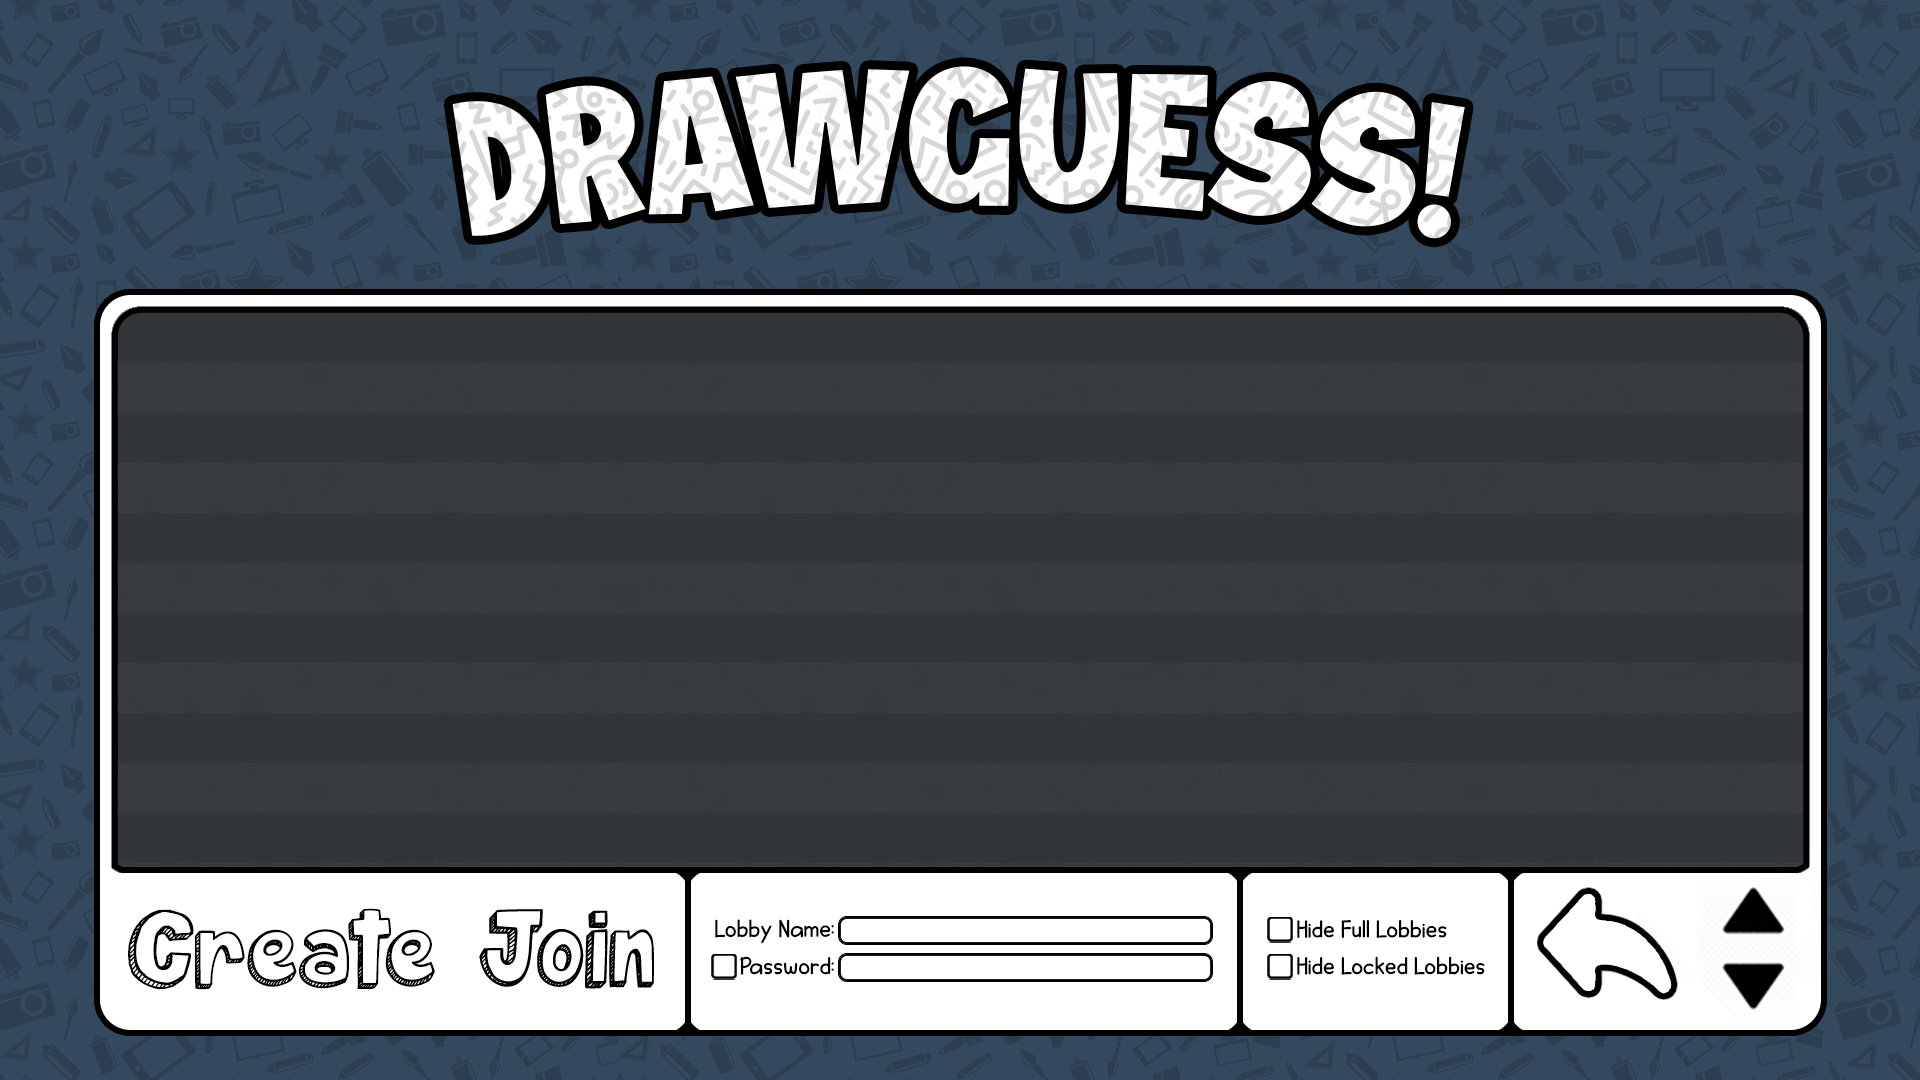 DRAWGUESS!
Create Join
Lobby Name:
Password:
Hide Full Lobbies
Hide Locked Lobbies